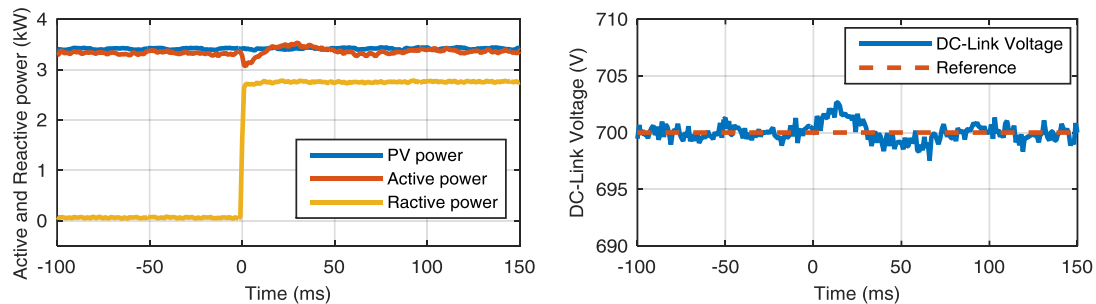 Active and Reactive power (kW)
4
3
2
1
0
PV power
Active power
Ractive power
-100
-50
0
50
100
150
Time (ms)
DC-Link Voltage (V)
710
705
700
695
690
DC-Link Voltage
Reference
-100
-50
0
50
100
150
Time (ms)